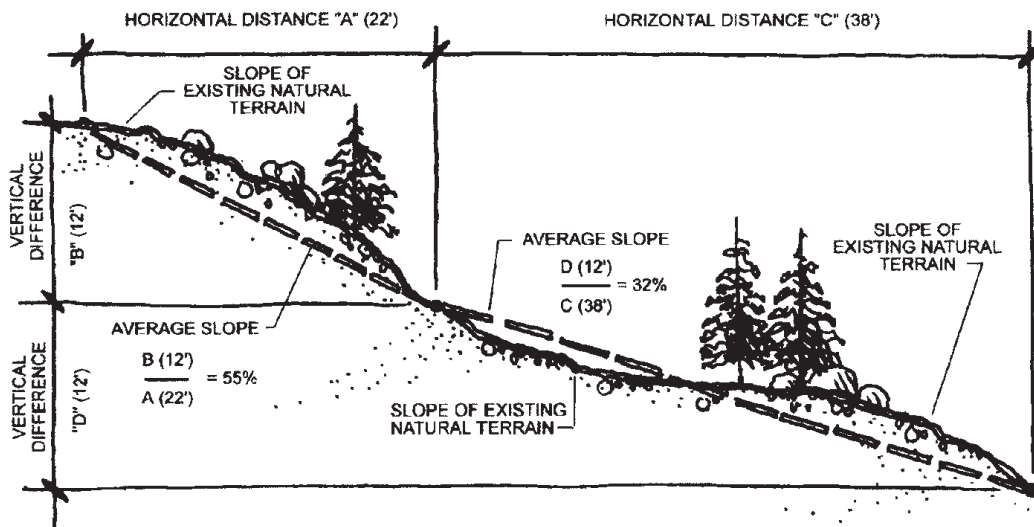 HORIZONTAL DISTANCE "A" (22')
HORIZONTAL DISTANCE "C" (38')
SLOPE OF
EXISTING NATURAL
TERRAIN
VERTICAL
DIFFERENCE
"B" (12')
AVERAGE SLOPE
D (12')
C (38')
= 32%
SLOPE OF
EXISTING NATURAL
TERRAIN
AVERAGE SLOPE
B (12')
A (22')
= 55%
VERTICAL
DIFFERENCE
"D" (12')
SLOPE OF EXISTING
NATURAL TERRAIN